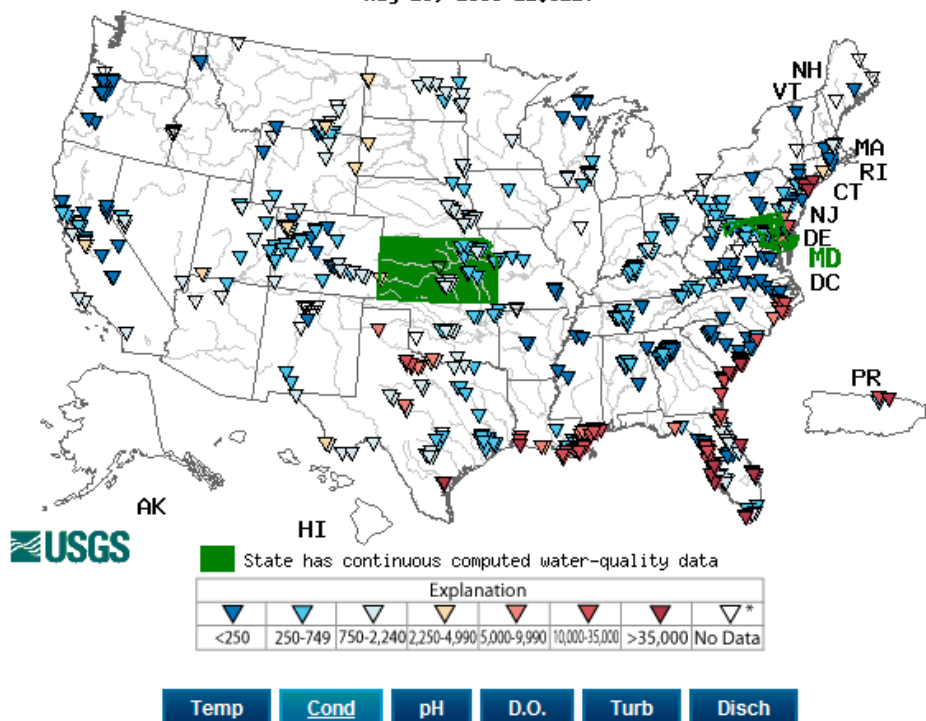 NH
VT
MA
RI
CT
NJ
DE
MD
DC
PR
AK
HI
USGS
State has continuous computed water-quality data
Explanation
*
<250 250-749 750-2,240 2,250-4,990 5,000-9,990 10,000-35,000 >35,000 No Data
Temp Cond pH D.O. Turb Disch